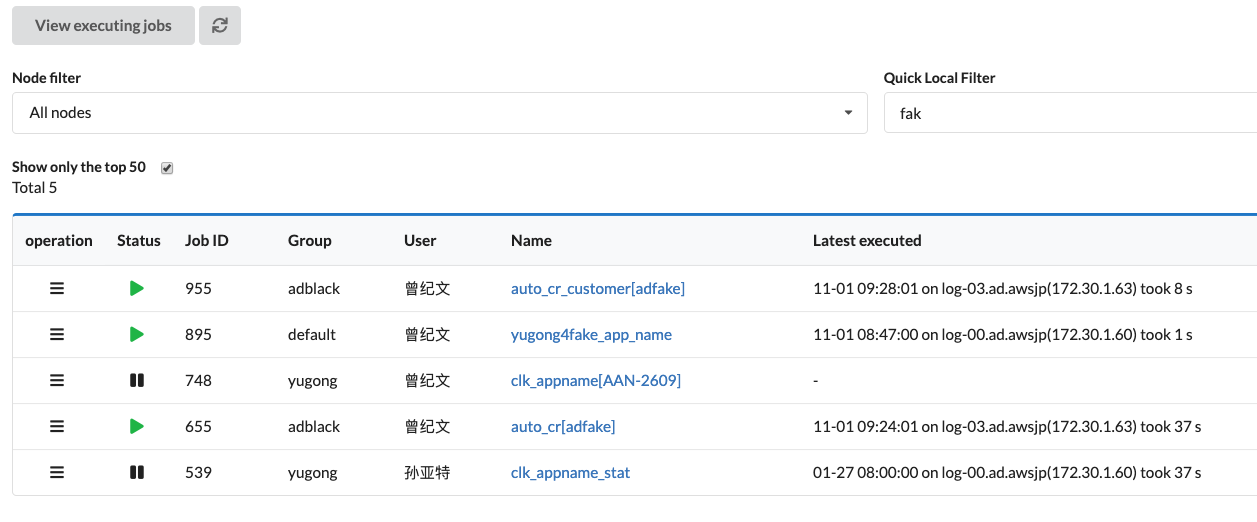 View executing jobs
Node filter
Quick Local Filter
All nodes
fak
Show only the top 50
Total 5
operation Status Job ID Group User Name Latest executed
955 adblack 曾纪文 auto_cr_customer[adfake] 11-01 09:28:01 on log-03.ad.awsjp(172.30.1.63) took 8 s
895 default 曾纪文 yugong4fake_app_name 11-01 08:47:00 on log-00.ad.awsjp(172.30.1.60) took 1 s
748 yugong 曾纪文 clk_appname[AAN-2609] -
655 adblack 曾纪文 auto_cr[adfake] 11-01 09:24:01 on log-03.ad.awsjp(172.30.1.63) took 37 s
539 yugong 孙亚特 clk_appname_stat 01-27 08:00:00 on log-00.ad.awsjp(172.30.1.60) took 37 s